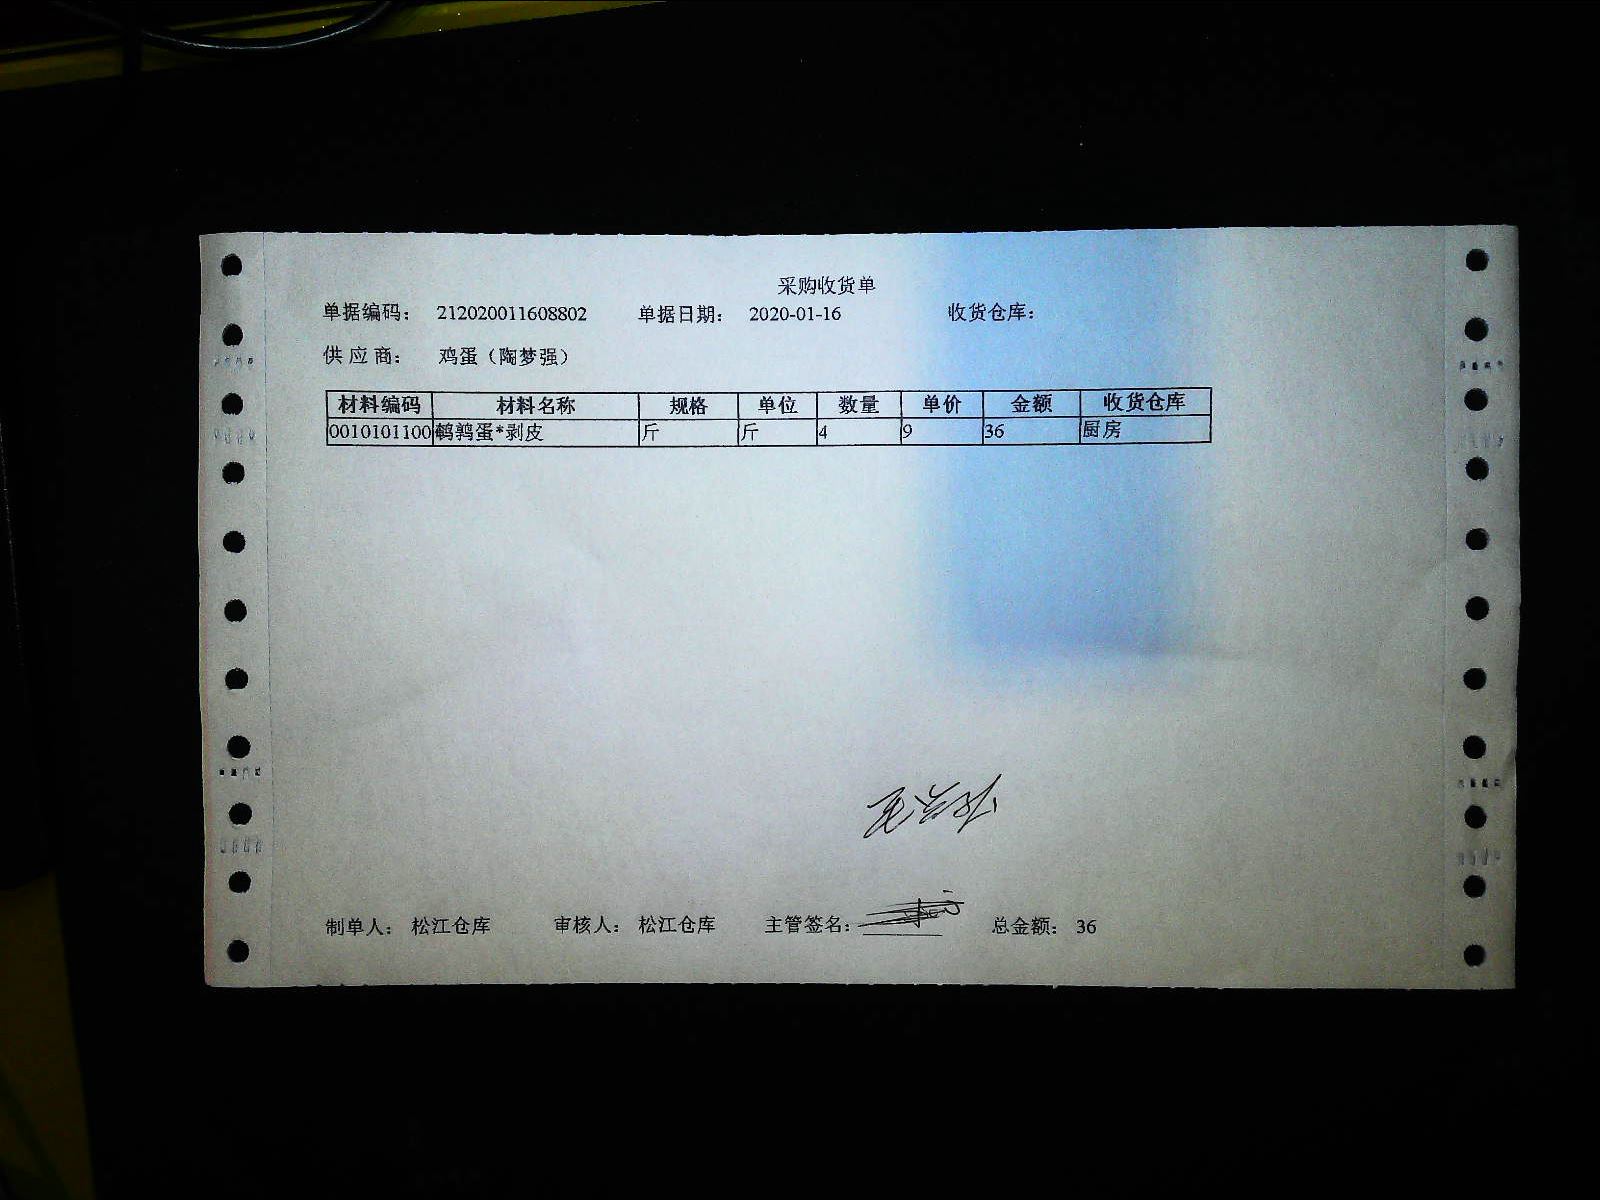 采购收货单
单据编码： 212020011608802 单据日期： 2020-01-16 收货仓库：
供应商： 鸡蛋（陶梦强）
材料编码 材料名称 规格 单位 数量 单价 金额 收货仓库
0010101100 鹌鹑蛋*剥皮 斤 斤 4 9 36 厨房
制单人： 松江仓库 审核人： 松江仓库 主管签名： 总金额： 36